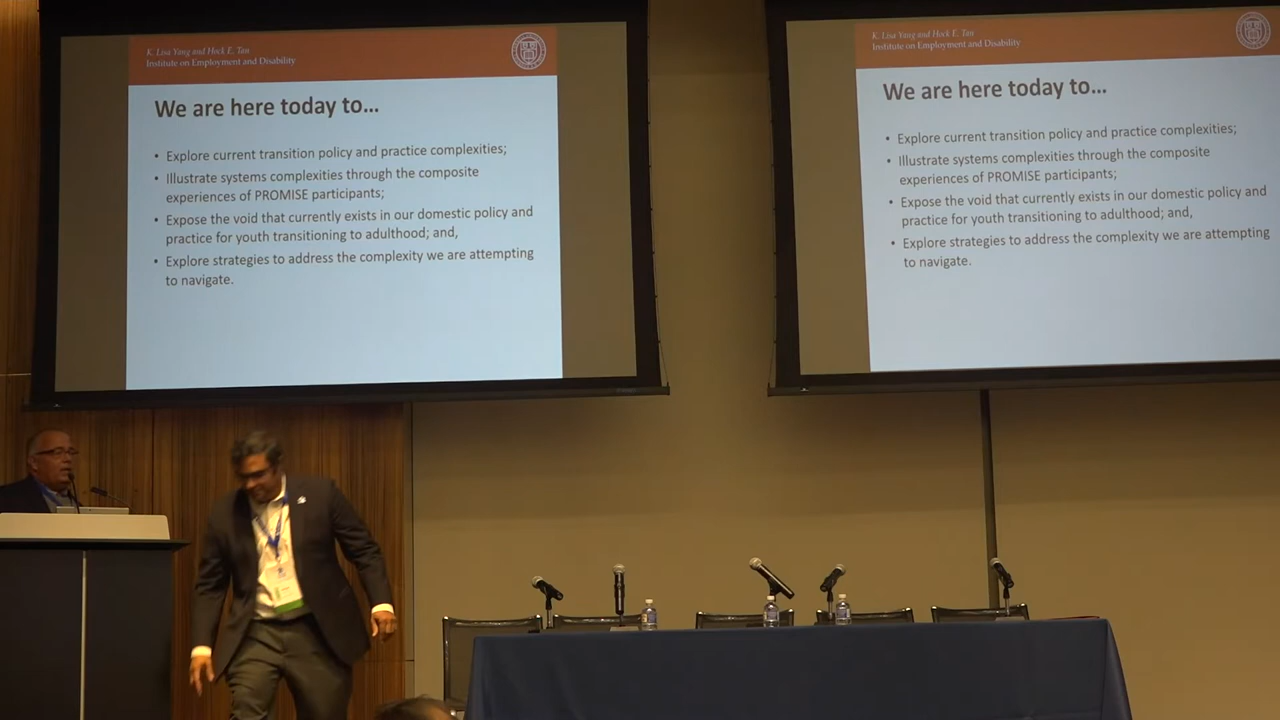 K. Lisa Yang and Hock E. Tan
Institute on Employment and Disability
We are here today to...
• Explore current transition policy and practice complexities;
• Illustrate systems complexities through the composite
experiences of PROMISE participants;
• Expose the void that currently exists in our domestic policy and
practice for youth transitioning to adulthood; and,
• Explore strategies to address the complexity we are attempting
to navigate.
K. Lisa Yang and Hock E. Tan
Institute on Employment and Disability
We are here today to...
• Explore current transition policy and practice complexities;
• Illustrate systems complexities through the composite
experiences of PROMISE participants;
• Expose the void that currently exists in our domestic policy and
practice for youth transitioning to adulthood; and,
• Explore strategies to address the complexity we are attempting
to navigate.